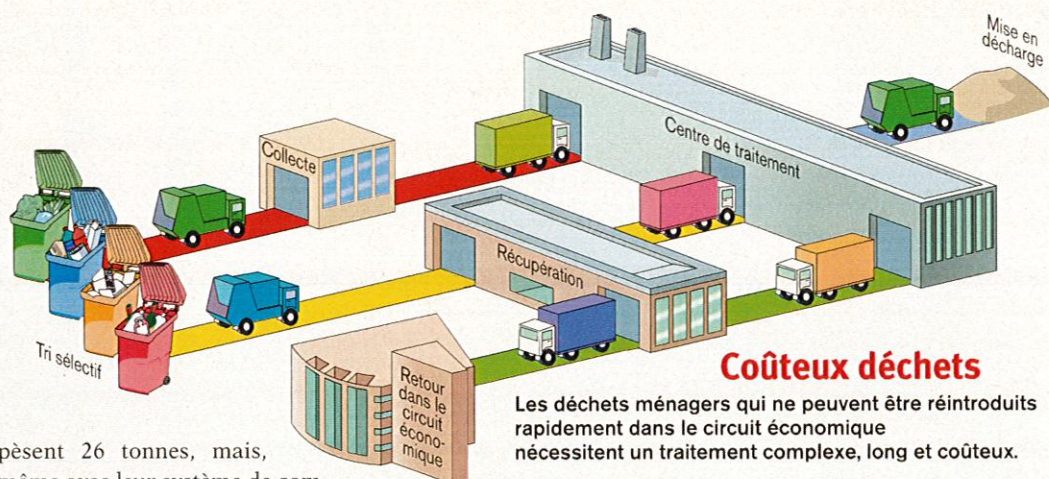 Mise en
décharge
Collecte
Centre de traitement
Récupération
Tri sélectif
Retour
dans le
circuit
écono-
mique
Coûteux déchets
Les déchets ménagers qui ne peuvent être réintroduits
rapidement dans le circuit économique
nécessitent un traitement complexe, long et coûteux.
pèsent 26 tonnes, mais,